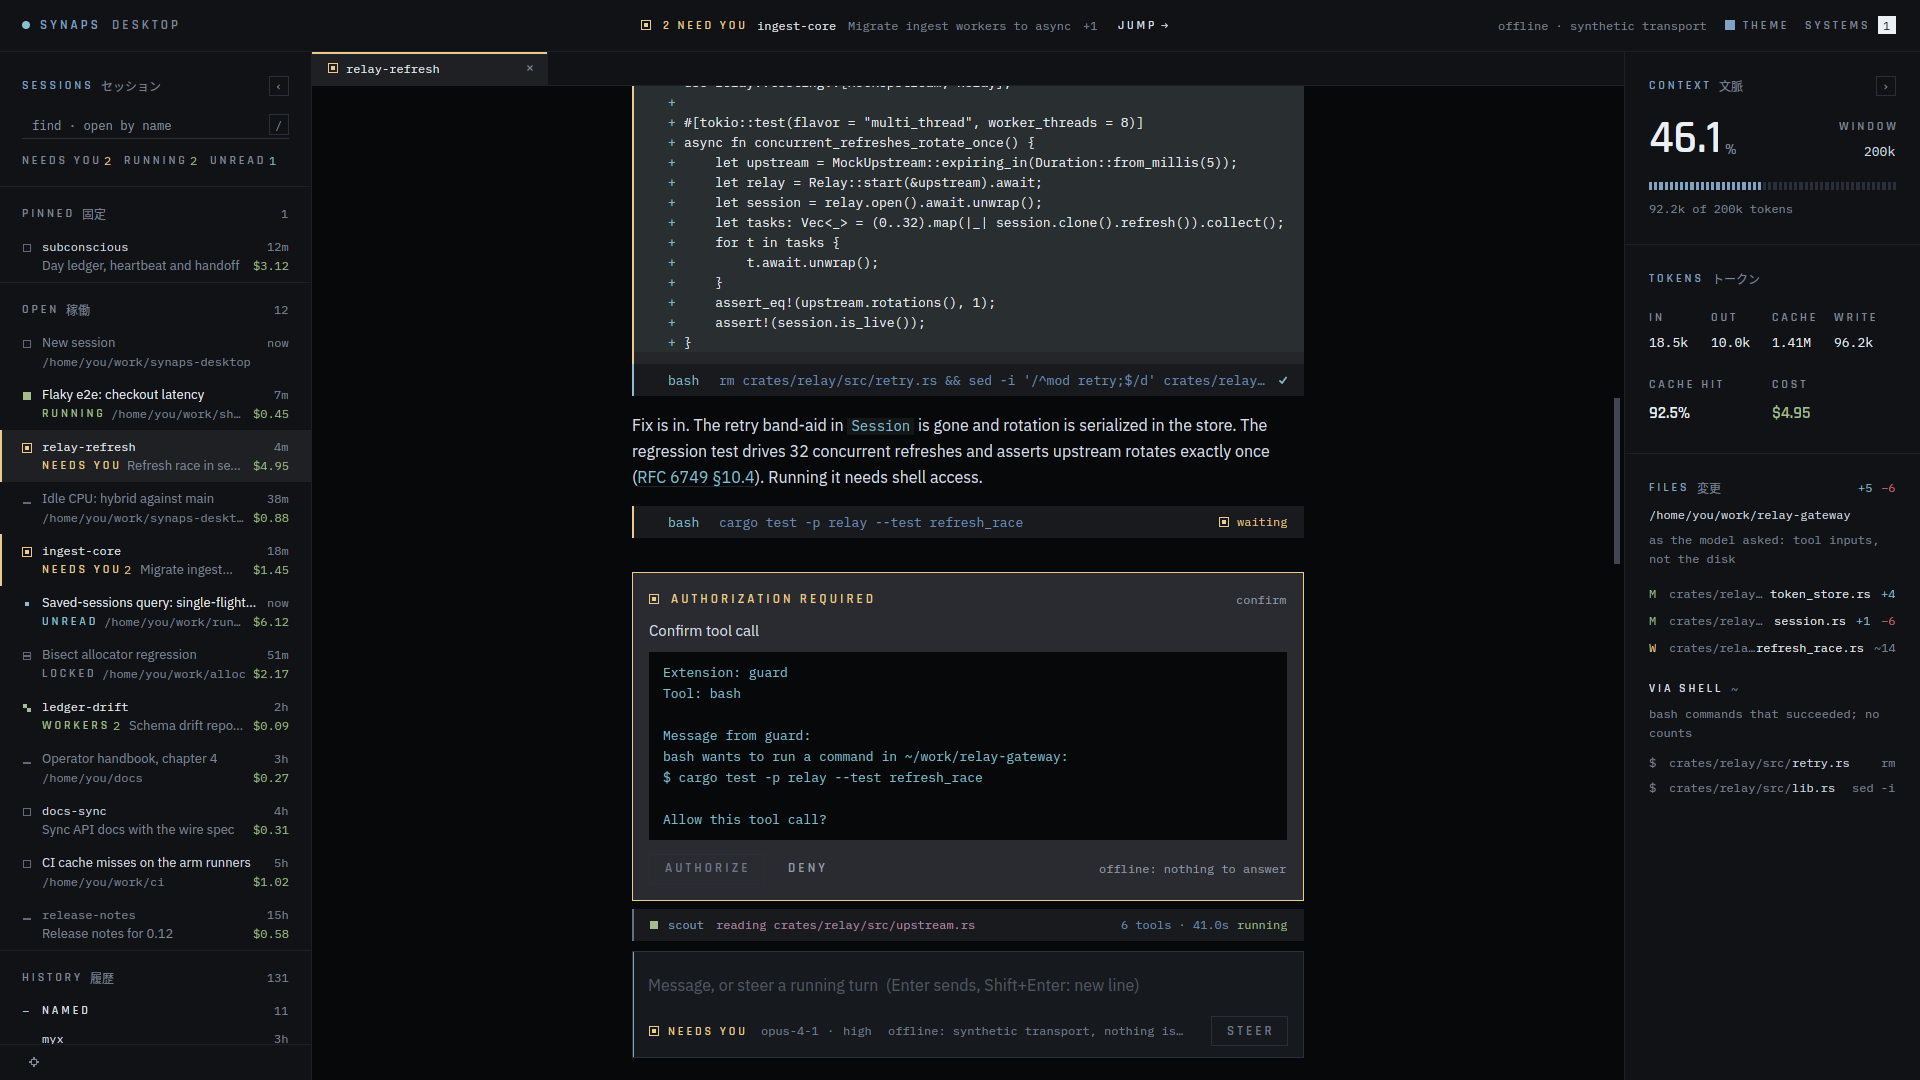 SYNAPS DESKTOP
2 NEED YOU ingest-core Migrate ingest workers to async +1 JUMP →
offline · synthetic transport THEME SYSTEMS 1
SESSIONS セッション ‹
find · open by name /
NEEDS YOU 2 RUNNING 2 UNREAD 1
PINNED 固定 1
subconscious 12m
Day ledger, heartbeat and handoff $3.12
OPEN 稼働 12
New session now
/home/you/work/synaps-desktop
Flaky e2e: checkout latency 7m
RUNNING /home/you/work/sh… $0.45
relay-refresh 4m
NEEDS YOU Refresh race in se… $4.95
Idle CPU: hybrid against main 38m
/home/you/work/synaps-deskt… $0.88
ingest-core 18m
NEEDS YOU 2 Migrate ingest… $1.45
Saved-sessions query: single-flight… now
UNREAD /home/you/work/run… $6.12
Bisect allocator regression 51m
LOCKED /home/you/work/alloc $2.17
ledger-drift 2h
WORKERS 2 Schema drift repo… $0.09
Operator handbook, chapter 4 3h
/home/you/docs $0.27
docs-sync 4h
Sync API docs with the wire spec $0.31
CI cache misses on the arm runners 5h
/home/you/work/ci $1.02
release-notes 15h
Release notes for 0.12 $0.58
HISTORY 履歴 131
– NAMED 11
myx 3h
relay-refresh ×
+
+ #[tokio::test(flavor = "multi_thread", worker_threads = 8)]
+ async fn concurrent_refreshes_rotate_once() {
+     let upstream = MockUpstream::expiring_in(Duration::from_millis(5));
+     let relay = Relay::start(&upstream).await;
+     let session = relay.open().await.unwrap();
+     let tasks: Vec<_> = (0..32).map(|_| session.clone().refresh()).collect();
+     for t in tasks {
+         t.await.unwrap();
+     }
+     assert_eq!(upstream.rotations(), 1);
+     assert!(session.is_live());
+ }
bash rm crates/relay/src/retry.rs && sed -i '/^mod retry;$/d' crates/relay… ✓
Fix is in. The retry band-aid in Session is gone and rotation is serialized in the store. The
regression test drives 32 concurrent refreshes and asserts upstream rotates exactly once
(RFC 6749 §10.4). Running it needs shell access.
bash cargo test -p relay --test refresh_race waiting
AUTHORIZATION REQUIRED confirm
Confirm tool call
Extension: guard
Tool: bash
Message from guard:
bash wants to run a command in ~/work/relay-gateway:
$ cargo test -p relay --test refresh_race
Allow this tool call?
AUTHORIZE DENY offline: nothing to answer
scout reading crates/relay/src/upstream.rs 6 tools · 41.0s running
Message, or steer a running turn (Enter sends, Shift+Enter: new line)
NEEDS YOU opus-4-1 · high offline: synthetic transport, nothing is… STEER
CONTEXT 文脈 ›
46.1% WINDOW
200k
92.2k of 200k tokens
TOKENS トークン
IN OUT CACHE WRITE
18.5k 10.0k 1.41M 96.2k
CACHE HIT COST
92.5% $4.95
FILES 変更 +5 −6
/home/you/work/relay-gateway
as the model asked: tool inputs,
not the disk
M crates/relay… token_store.rs +4
M crates/relay… session.rs +1 −6
W crates/rela…refresh_race.rs ~14
VIA SHELL ~
bash commands that succeeded; no
counts
$ crates/relay/src/retry.rs rm
$ crates/relay/src/lib.rs sed -i